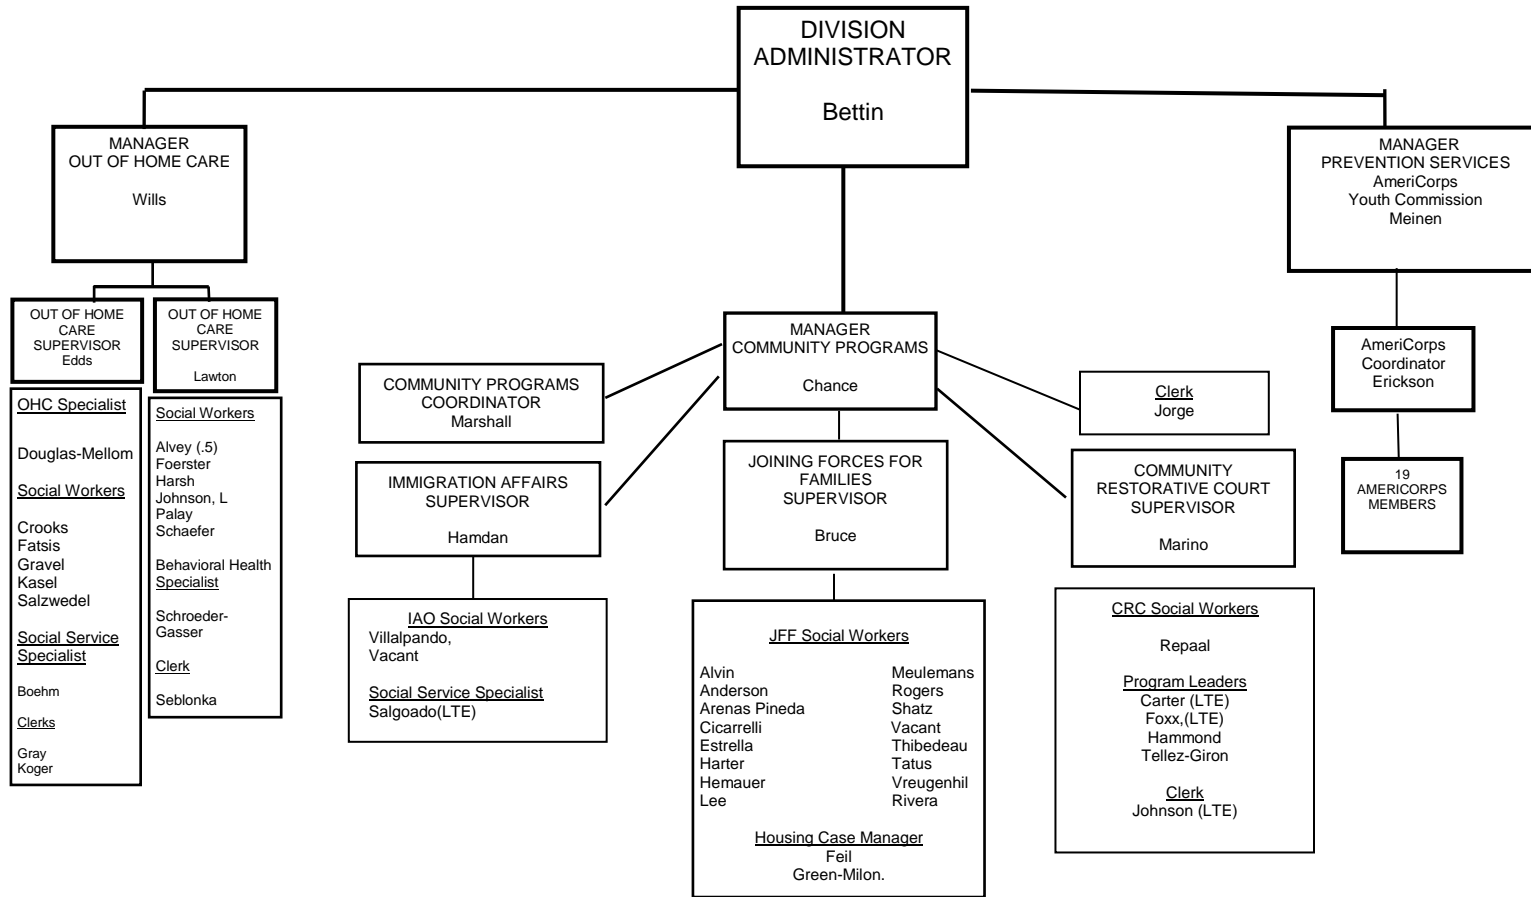 DIVISION
ADMINISTRATOR
Bettin
MANAGER
OUT OF HOME CARE
Wills
MANAGER
PREVENTION SERVICES
AmeriCorps
Youth Commission
Meinen
OUT OF HOME
CARE
SUPERVISOR
Edds
OUT OF HOME
CARE
SUPERVISOR
Lawton
OHC Specialist
Douglas-Mellom
Social Workers
Crooks
Fatsis
Gravel
Kasel
Salzwedel
Social Service
Specialist
Boehm
Clerks
Gray
Koger
Social Workers
Alvey (.5)
Foerster
Harsh
Johnson, L
Palay
Schaefer
Behavioral Health
Specialist
Schroeder-
Gasser
Clerk
Seblonka
MANAGER
COMMUNITY PROGRAMS
Chance
COMMUNITY PROGRAMS
COORDINATOR
Marshall
IMMIGRATION AFFAIRS
SUPERVISOR
Hamdan
IAO Social Workers
Villalpando,
Vacant
Social Service Specialist
Salgoado(LTE)
JOINING FORCES FOR
FAMILIES
SUPERVISOR
Bruce
JFF Social Workers
Alvin
Anderson
Arenas Pineda
Cicarrelli
Estrella
Harter
Hemauer
Lee
Meulemans
Rogers
Shatz
Vacant
Thibedeau
Tatus
Vreugenhil
Rivera
Housing Case Manager
Feil
Green-Milon.
Clerk
Jorge
COMMUNITY
RESTORATIVE COURT
SUPERVISOR
Marino
CRC Social Workers
Repaal
Program Leaders
Carter (LTE)
Foxx,(LTE)
Hammond
Tellez-Giron
Clerk
Johnson (LTE)
AmeriCorps
Coordinator
Erickson
19
AMERICORPS
MEMBERS